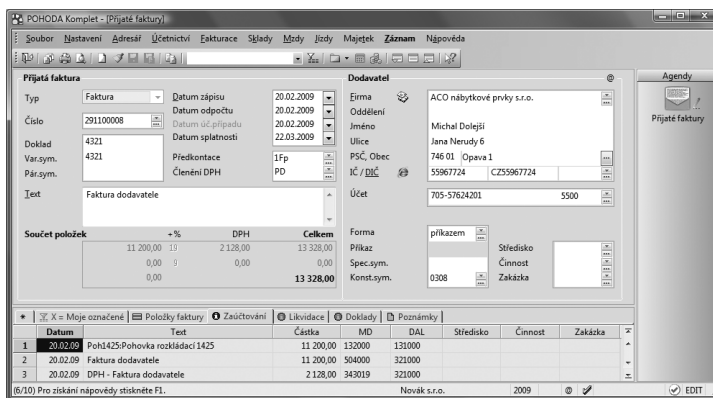 POHODA Komplet - [Přijaté faktury]
Soubor Nastavení Adresář Účetnictví Fakturace Sklady Mzdy Jízdy Majetek Záznam Nápověda
Přijatá faktura
Dodavatel
@
Agendy
Typ Faktura
Datum zápisu 20.02.2009
Firma ACO nábytkové prvky s.r.o.
Datum odpočtu 20.02.2009
Oddělení
Přijaté faktury
Číslo 291100008
Datum úč.případu 20.02.2009
Jméno Michal Dolejší
Doklad 4321
Datum splatnosti 22.03.2009
Ulice Jana Nerudy 6
Var.sym. 4321
Předkontace 1Fp
PSČ, Obec 746 01 Opava 1
Pár.sym.
Členění DPH PD
IČ / DIČ 55967724 CZ55967724
Text Faktura dodavatele
Účet 705-57624201 5500
Součet položek +% DPH Celkem
Forma příkazem
11 200,00 19 2 128,00 13 328,00
Příkaz Středisko
0,00 9 0,00 0,00
Spec.sym. Činnost
0,00 13 328,00
Konst.sym. 0308 Zakázka
* X = Moje označené Položky faktury Zaúčtování Likvidace Doklady Poznámky
Datum Text Částka MD DAL Středisko Činnost Zakázka
1 20.02.09 Poh1425:Pohovka rozkládací 1425 11 200,00 132000 131000
2 20.02.09 Faktura dodavatele 11 200,00 504000 321000
3 20.02.09 DPH - Faktura dodavatele 2 128,00 343019 321000
(6/10) Pro získání nápovědy stiskněte F1. Novák s.r.o. 2009 @ EDIT